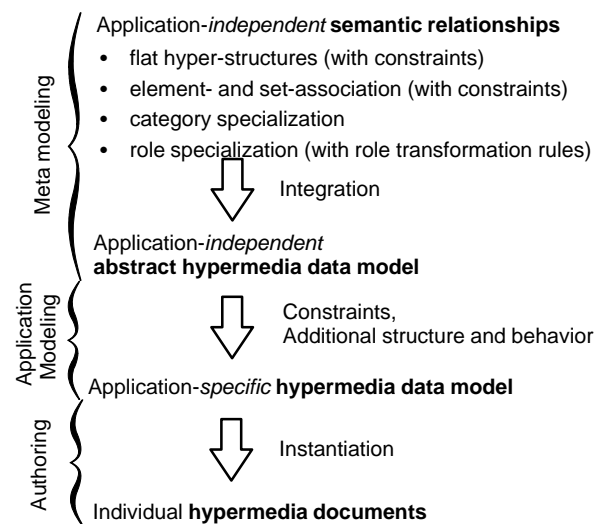 Application-independent semantic relationships
• flat hyper-structures (with constraints)
• element- and set-association (with constraints)
• category specialization
• role specialization (with role transformation rules)
Meta modeling
Integration
Application-independent
abstract hypermedia data model
Application
Modeling
Constraints,
Additional structure and behavior
Application-specific hypermedia data model
Authoring
Instantiation
Individual hypermedia documents